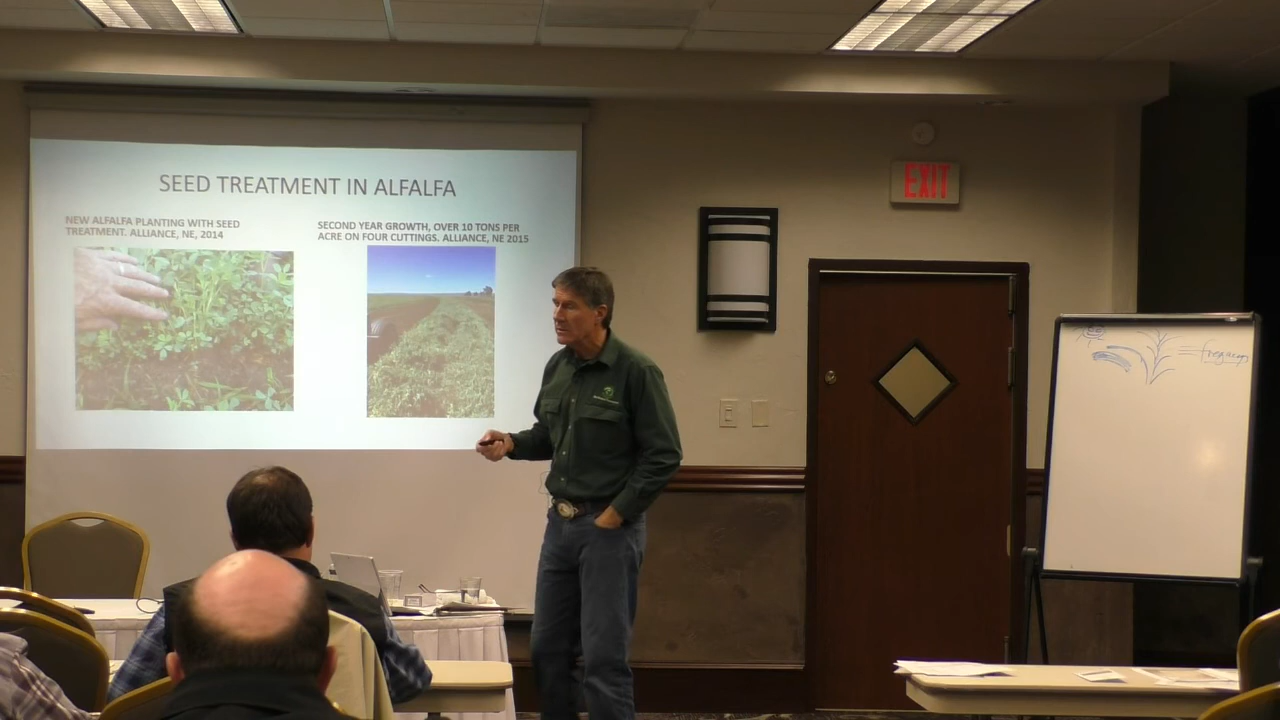 SEED TREATMENT IN ALFALFA
NEW ALFALFA PLANTING WITH SEED
TREATMENT. ALLIANCE, NE, 2014
SECOND YEAR GROWTH, OVER 10 TONS PER
ACRE ON FOUR CUTTINGS. ALLIANCE, NE 2015
EXIT